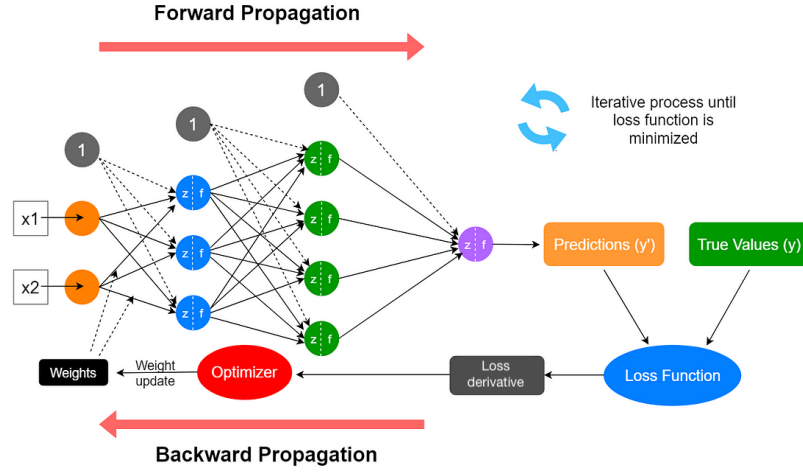 Forward Propagation
1
1
1
Iterative process until
loss function is
minimized
z f
z f
z f
z f
z f
z f
z f
z f
x1
x2
Predictions (y')
True Values (y)
Weights
Weight
update
Optimizer
Loss
derivative
Loss Function
Backward Propagation